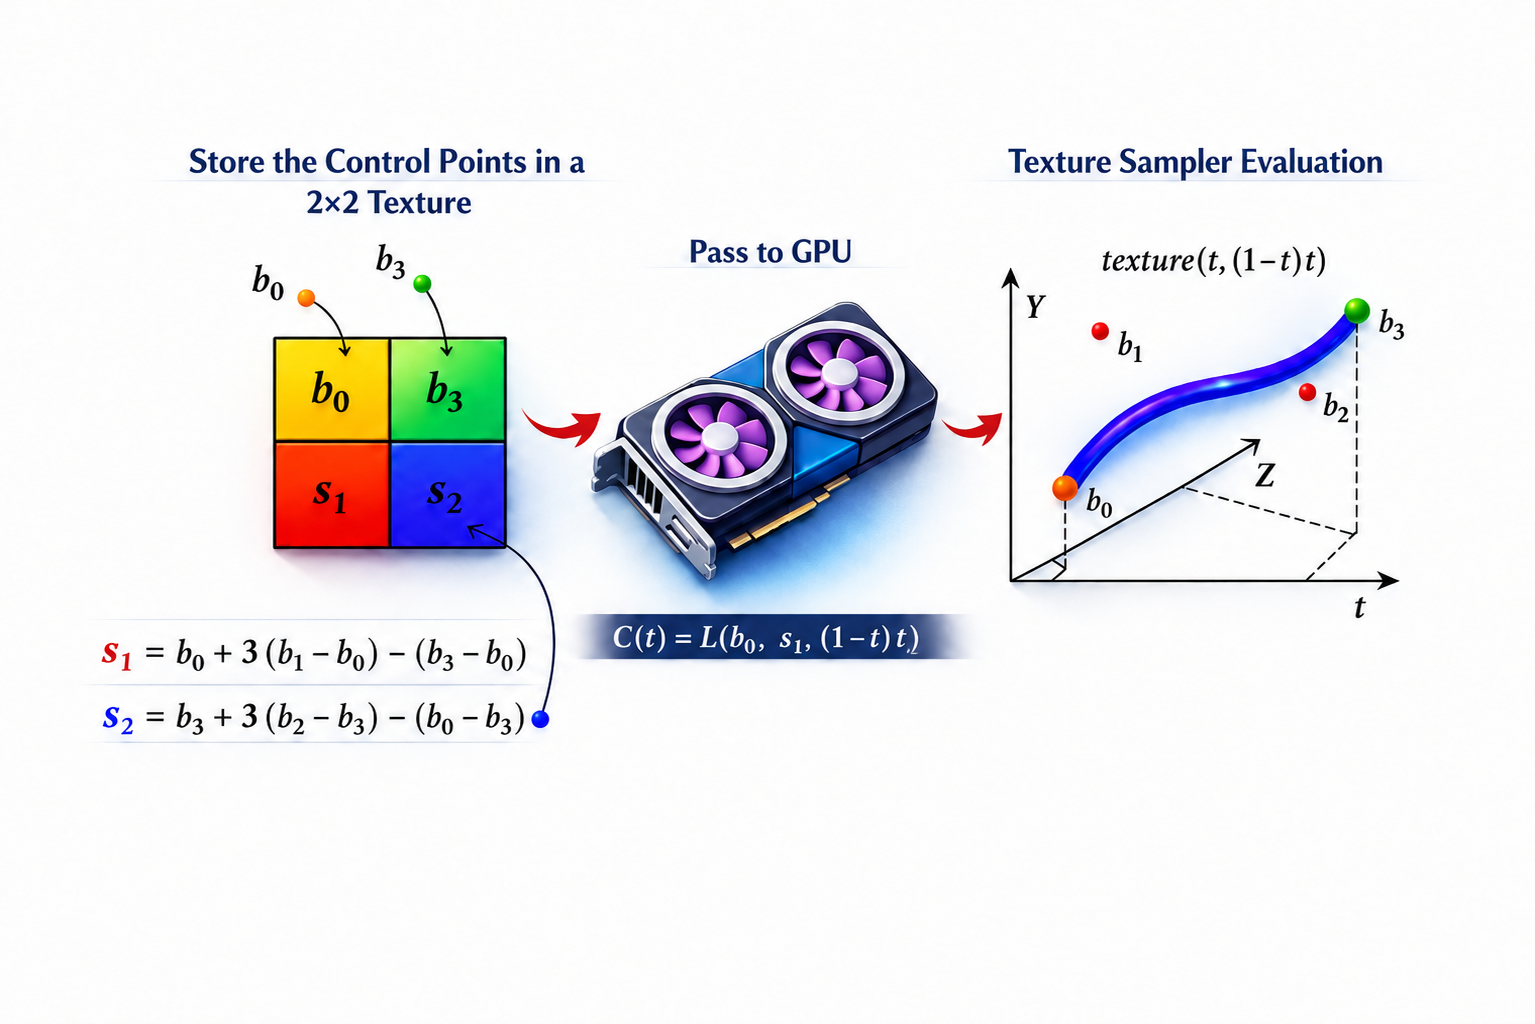 Store the Control Points in a
2×2 Texture
b₀
b₃
b₀
b₃
s₁
s₂
s₁ = b₀ + 3 (b₁ − b₀) − (b₃ − b₀)
s₂ = b₃ + 3 (b₂ − b₃) − (b₀ − b₃)
Pass to GPU
C(t) = L(b₀, s₁, (1−t) t,)
Texture Sampler Evaluation
texture(t, (1−t)t)
Y
b₁
b₃
b₂
Z
b₀
t